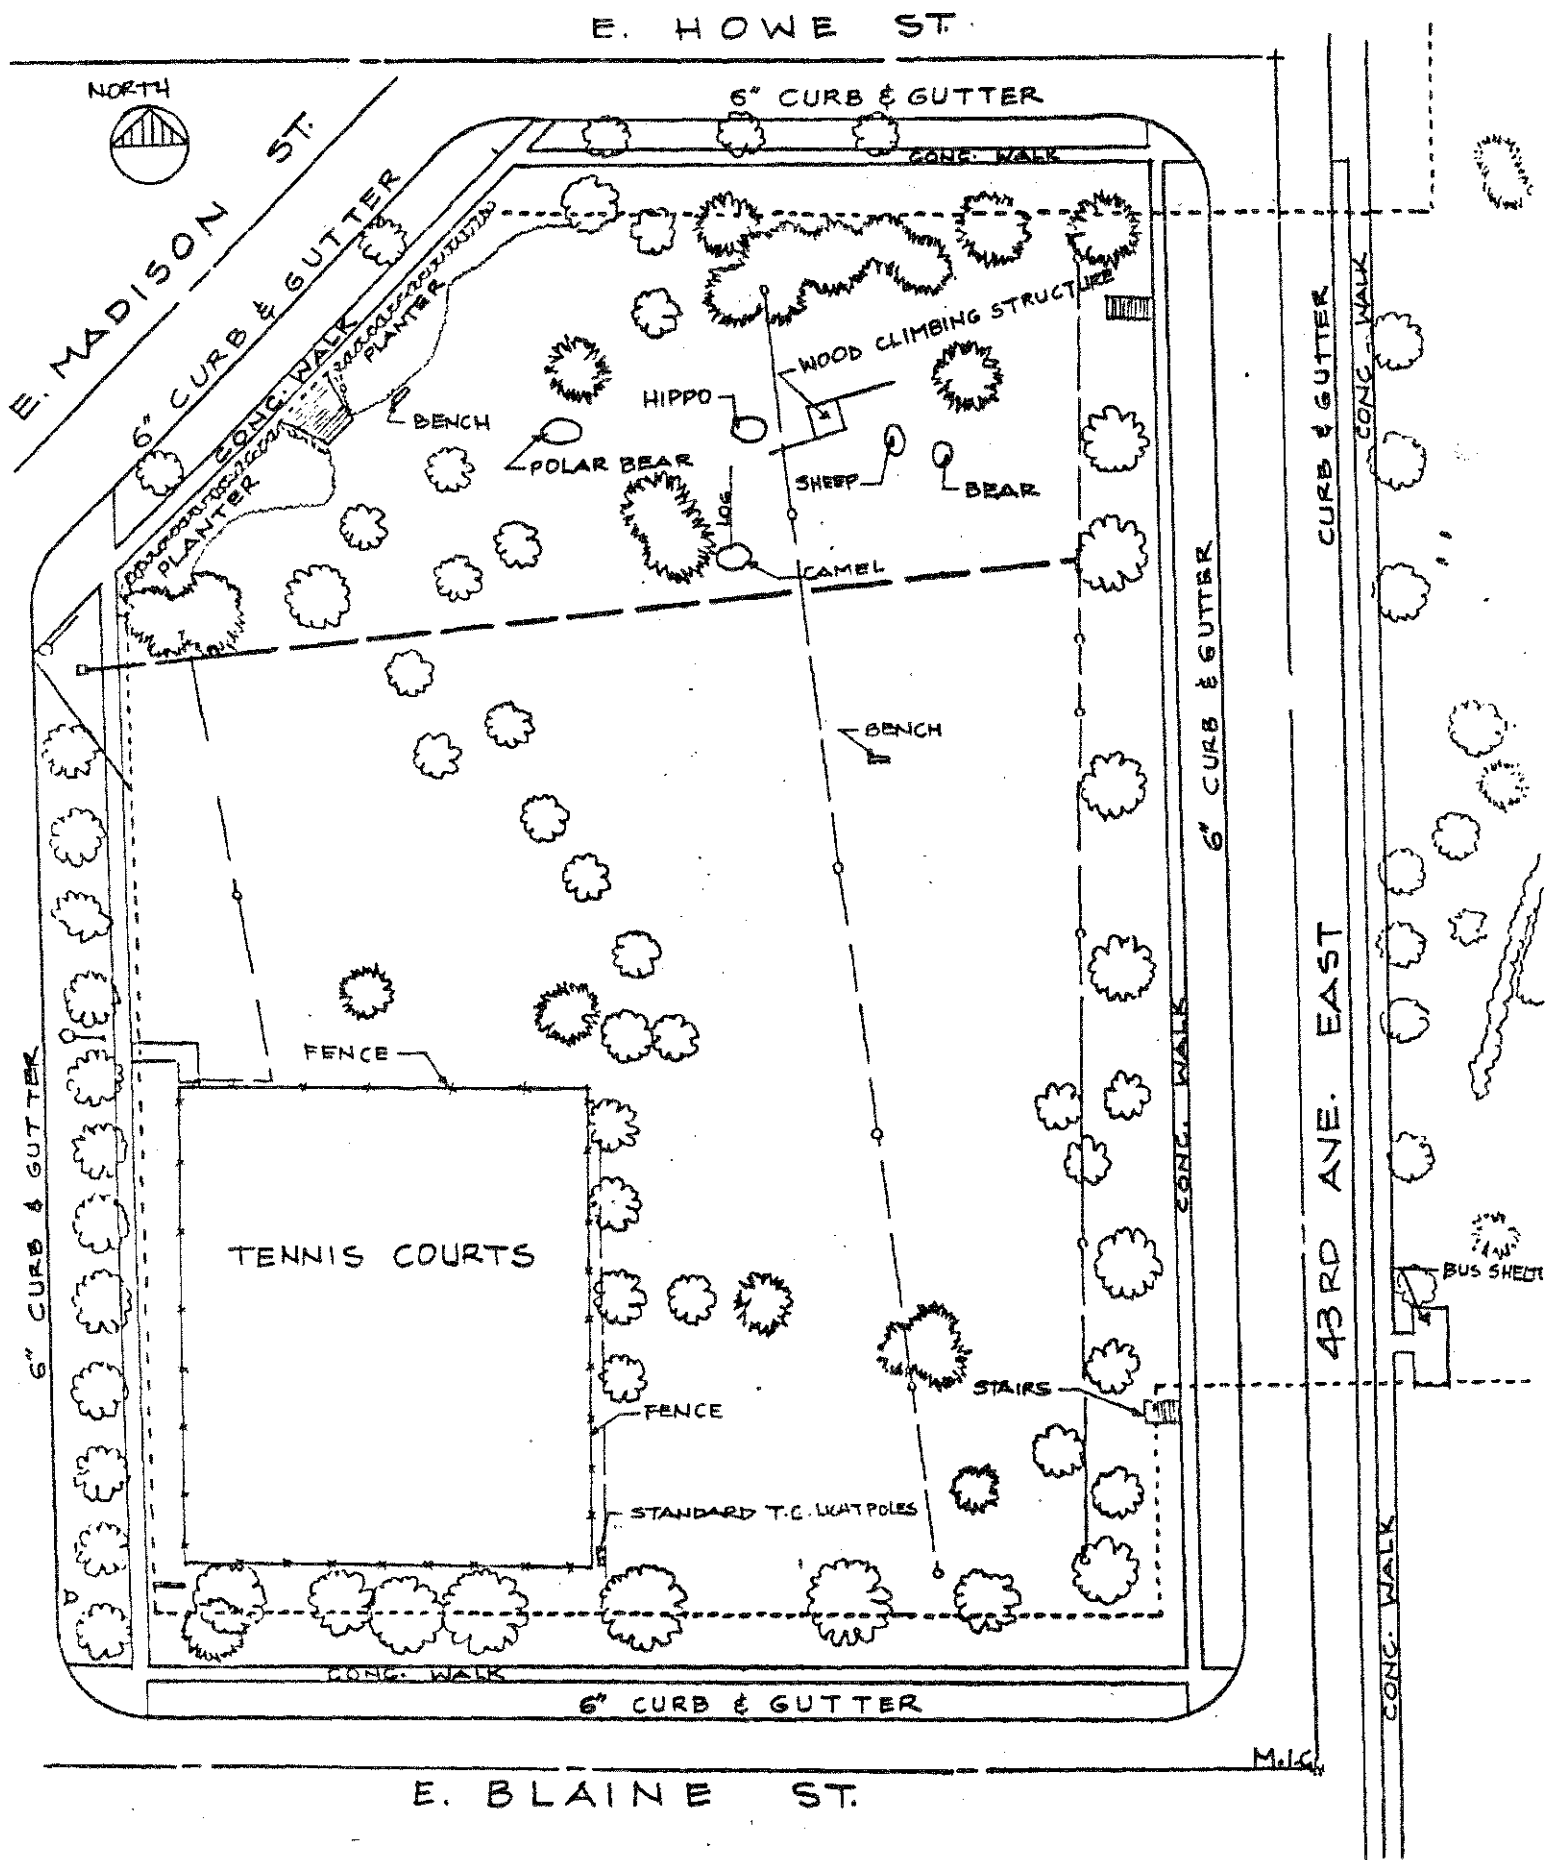 E. HOWE ST.
NORTH
6" CURB & GUTTER
CONC. WALK
E. MADISON ST.
6" CURB & GUTTER
CONC. WALK
PLANTER
WOOD CLIMBING STRUCTURE
BENCH
HIPPO
POLAR BEAR
SHEEP
BEAR
LOG
PLANTER
CAMEL
CURB & GUTTER
CONC. WALK
6" CURB & GUTTER
BENCH
43RD AVE. EAST
CONC. WALK
FENCE
6" CURB & GUTTER
TENNIS COURTS
BUS SHELT
STAIRS
FENCE
STANDARD T.C. LIGHT POLES
CONC. WALK
CONC. WALK
6" CURB & GUTTER
M.I.C.
E. BLAINE ST.